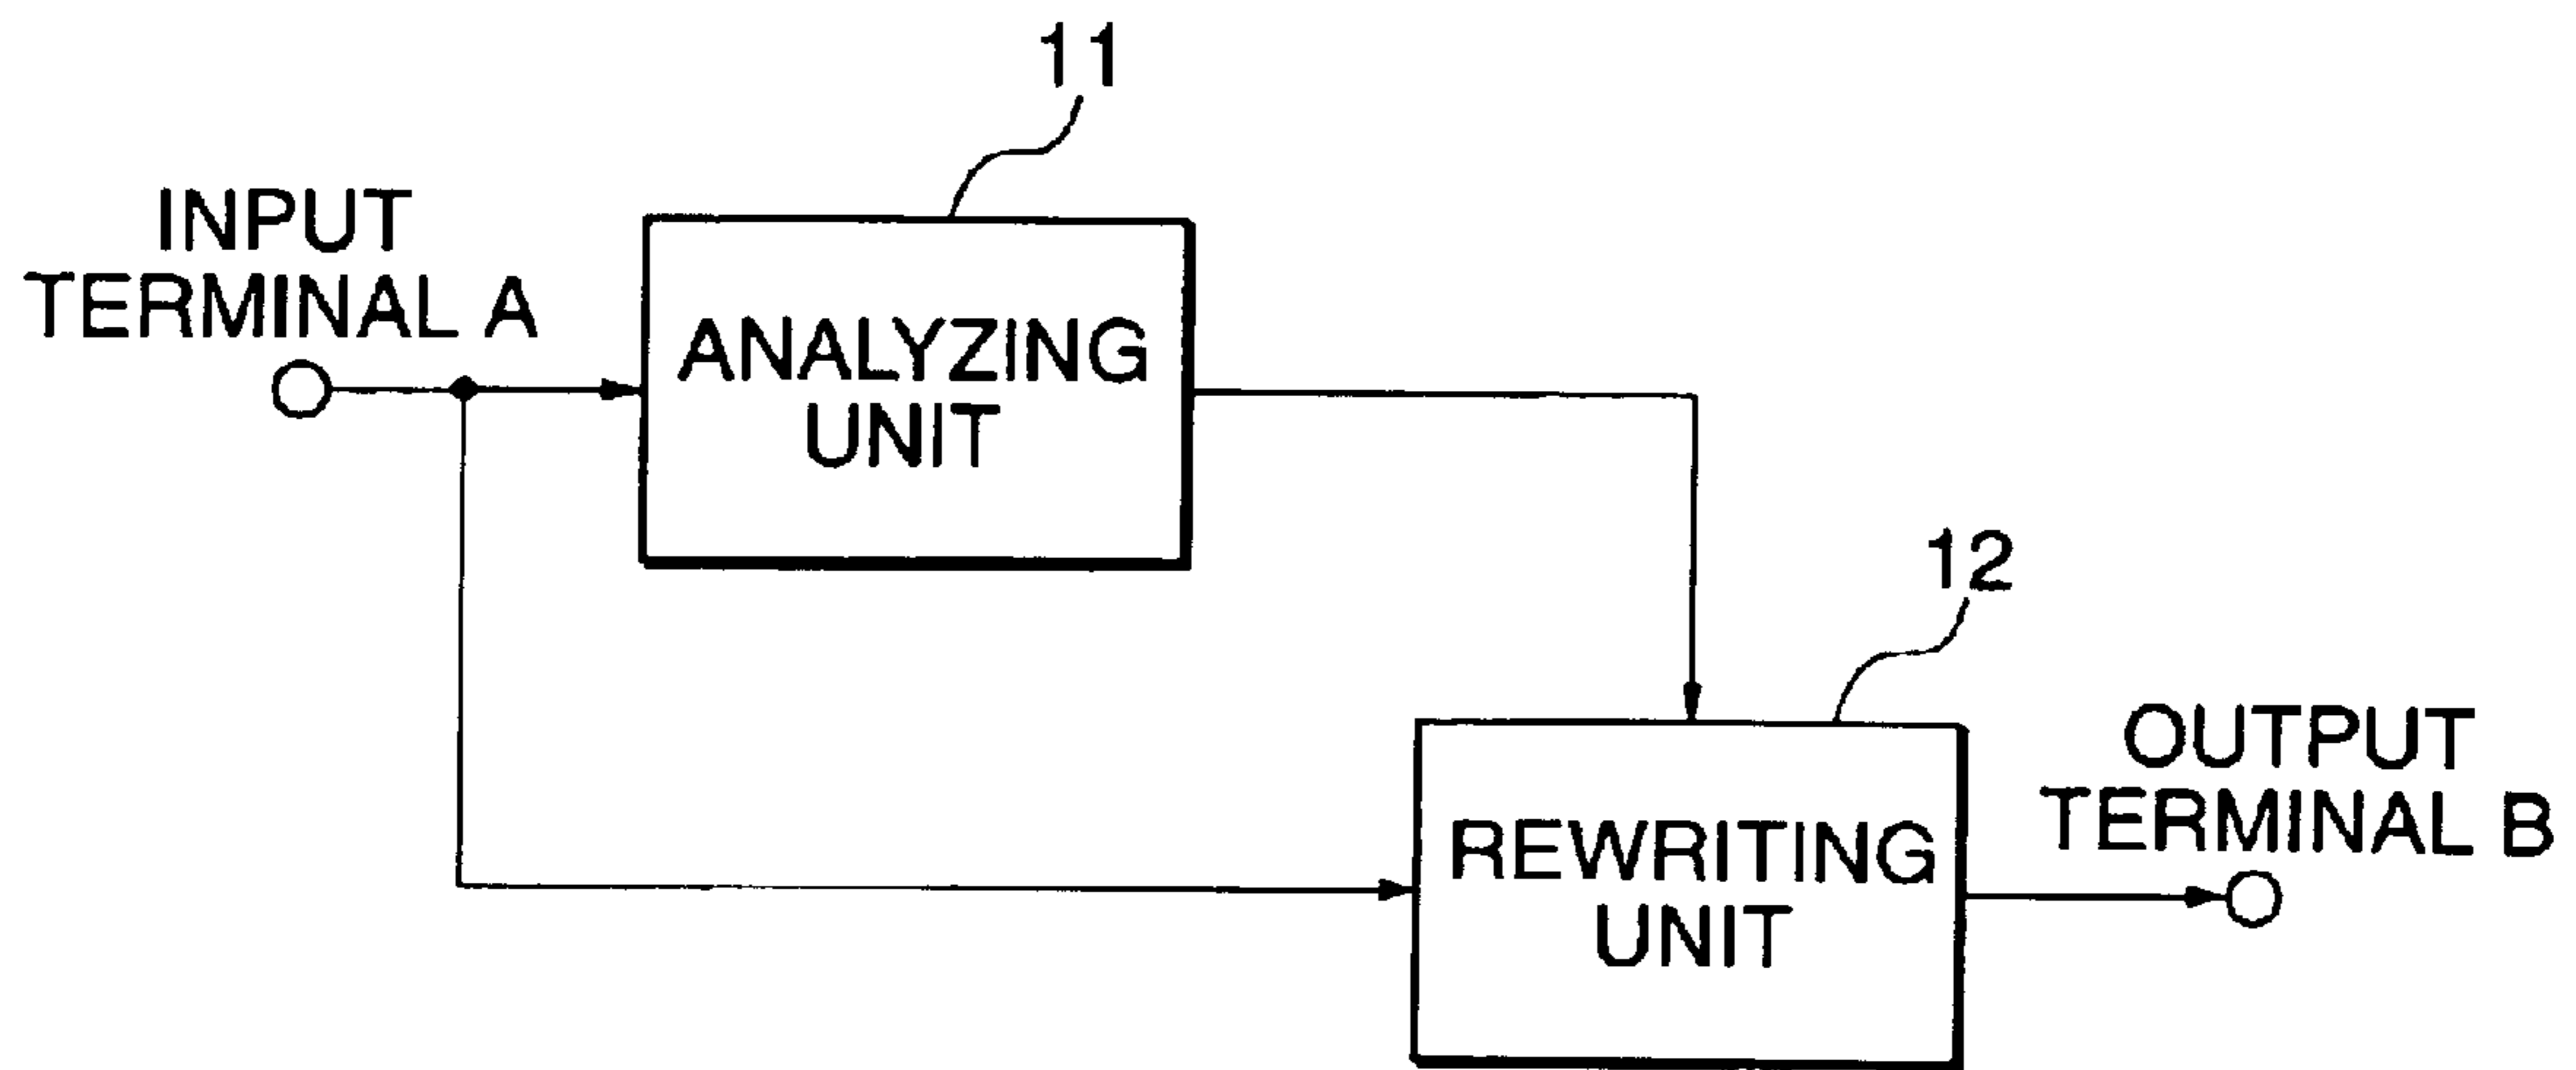 11
INPUT
TERMINAL A
ANALYZING
UNIT
12
OUTPUT
TERMINAL B
REWRITING
UNIT